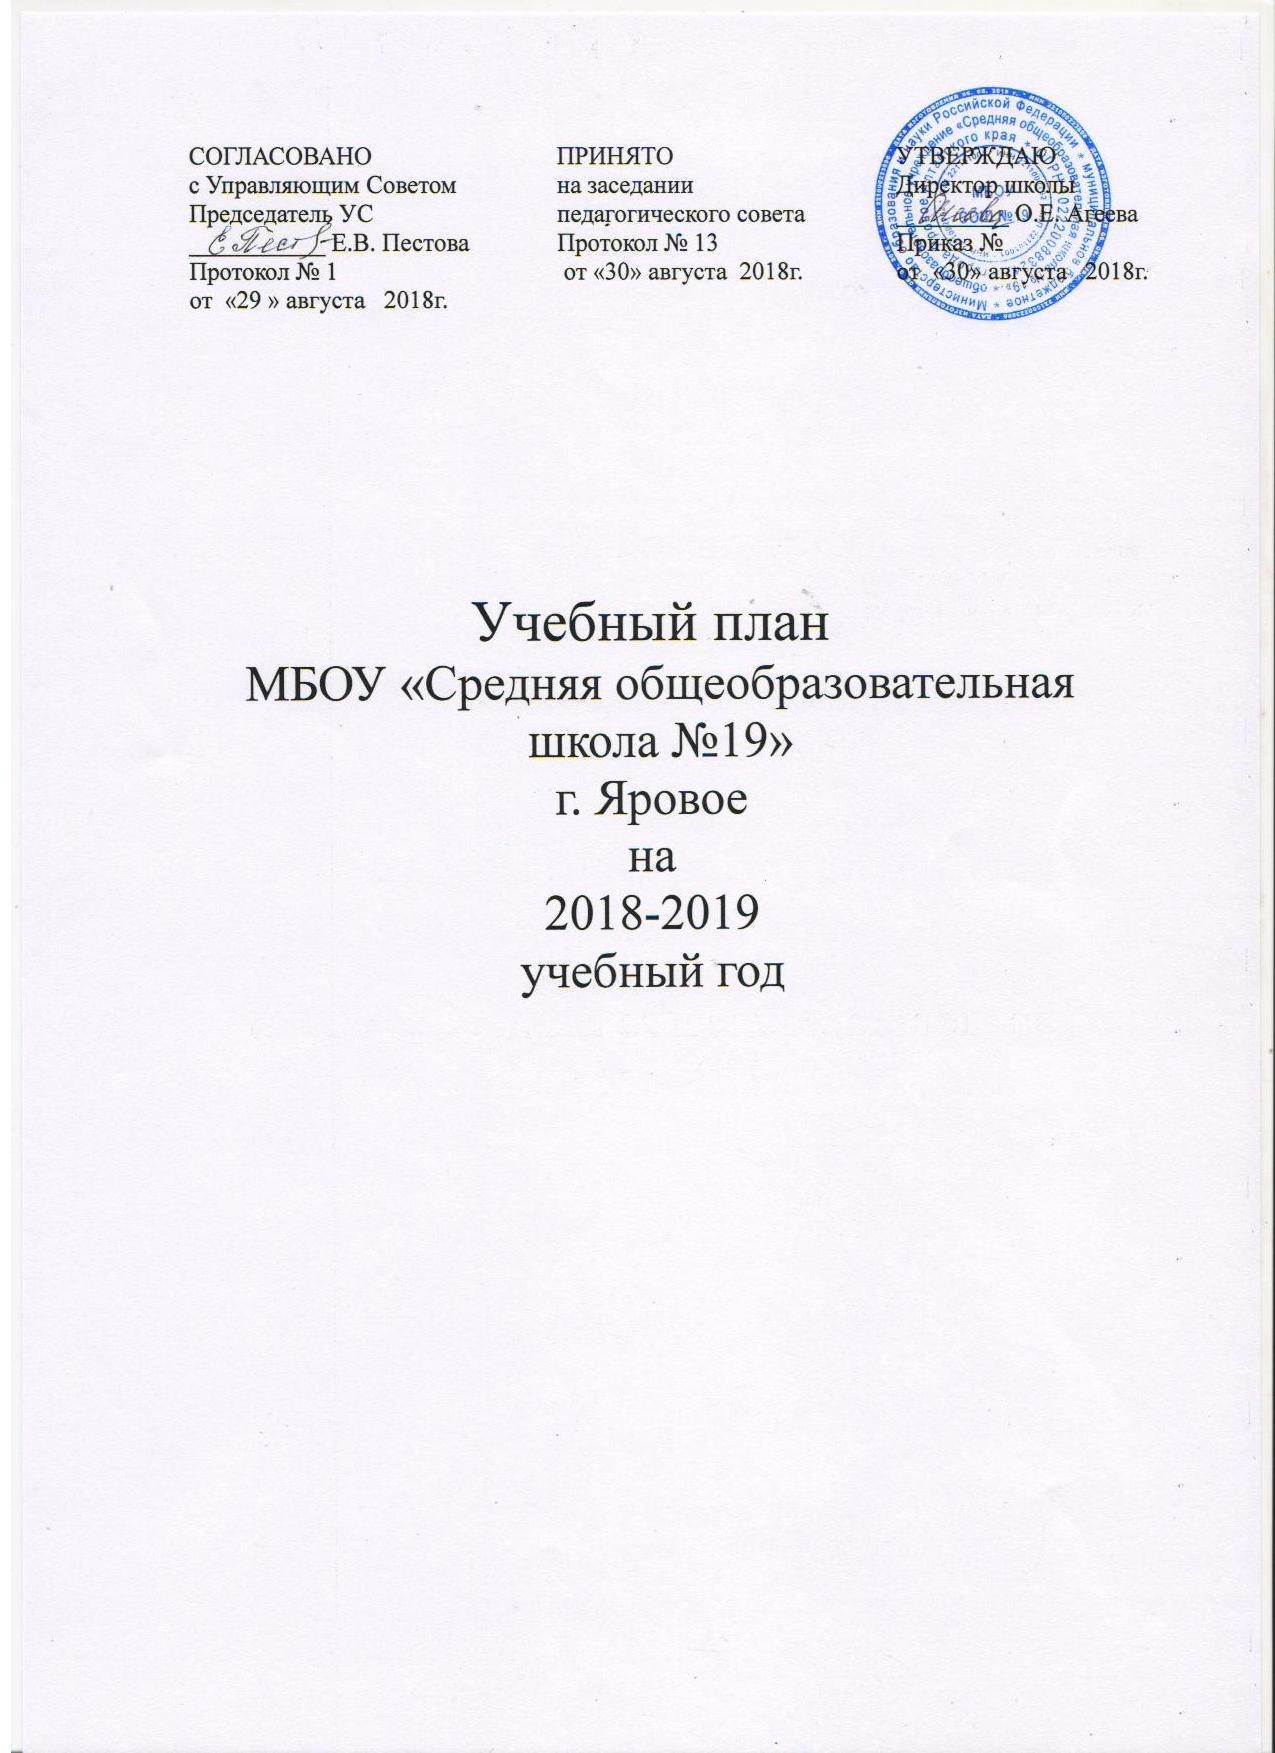 СОГЛАСОВАНО
с Управляющим Советом
Председатель УС
Е.В. Пестова
Протокол № 1
от «29 » августа 2018г.
ПРИНЯТО
на заседании
педагогического совета
Протокол № 13
от «30» августа 2018г.
УТВЕРЖДАЮ
Директор школы
О.Е. Агеева
Приказ №
от «30» августа 2018г.
Учебный план
МБОУ «Средняя общеобразовательная
школа №19»
г. Яровое
на
2018-2019
учебный год